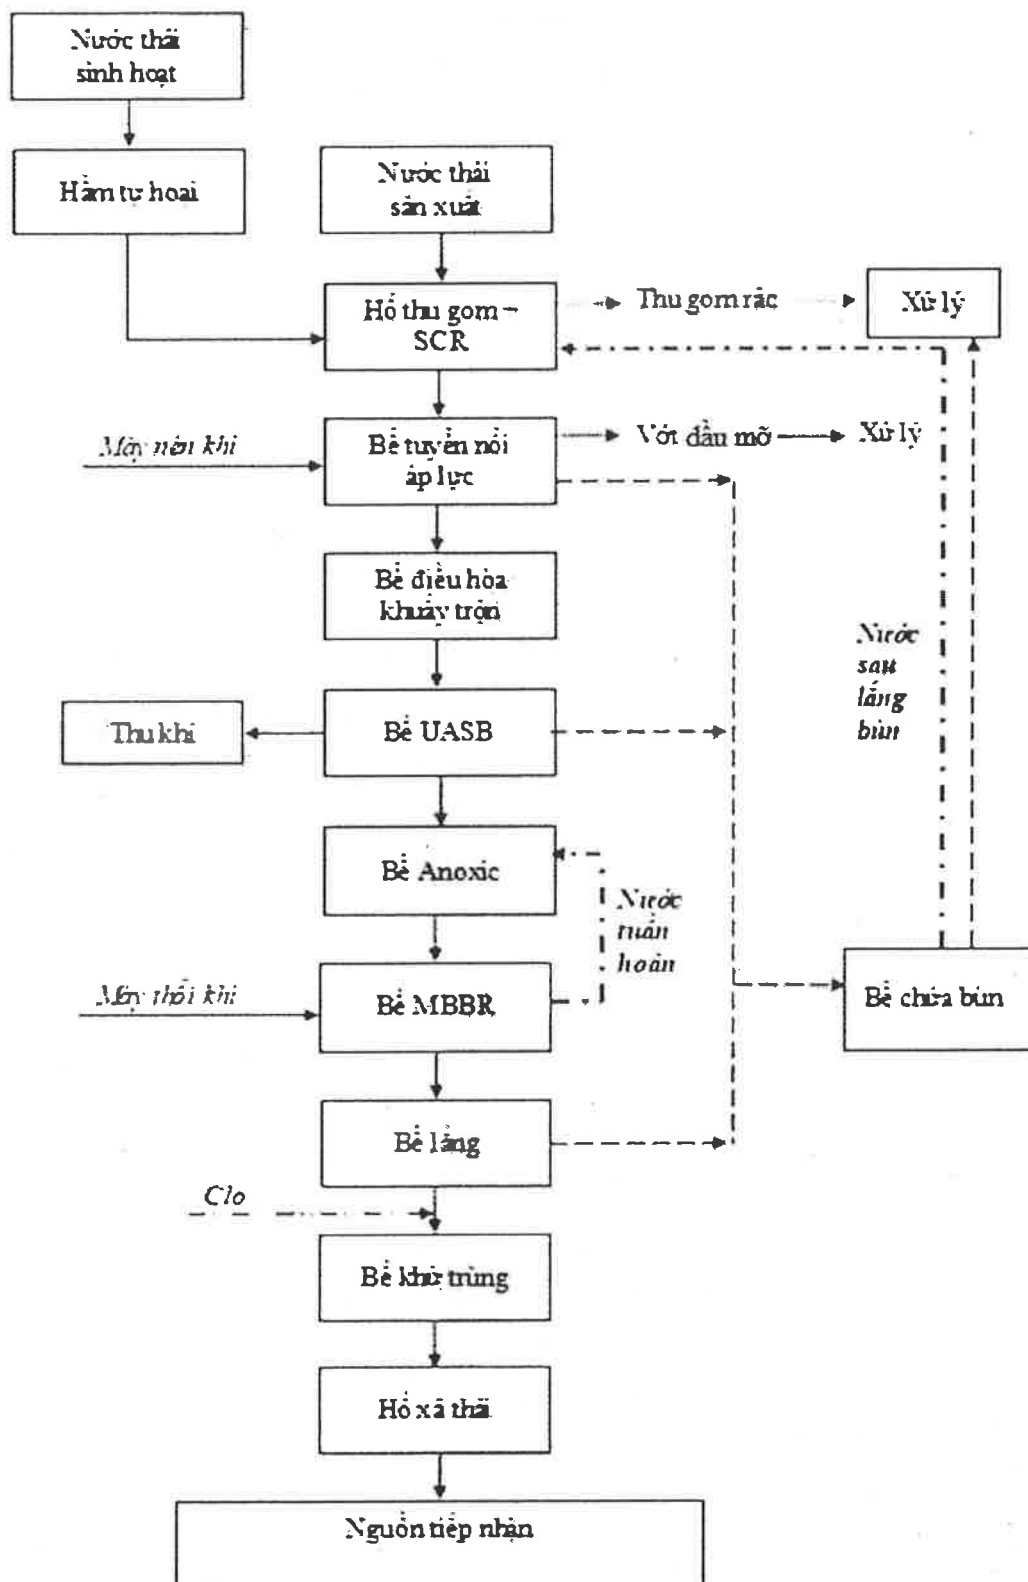 Nước thải
sinh hoạt
Hầm tự hoại
Nước thải
sản xuất
Hố thu gom –
SCR
Thu gom rác
Xử lý
Máy nén khí
Bể tuyển nổi
áp lực
Vớt dầu mỡ
Xử lý
Bể điều hòa
khuấy trộn
Nước
sau
lắng
bùn
Thu khí
Bể UASB
Bể Anoxic
Nước
tuần
hoàn
Máy thổi khí
Bể MBBR
Bể chứa bùn
Bể lắng
Clo
Bể khử trùng
Hố xả thải
Nguồn tiếp nhận